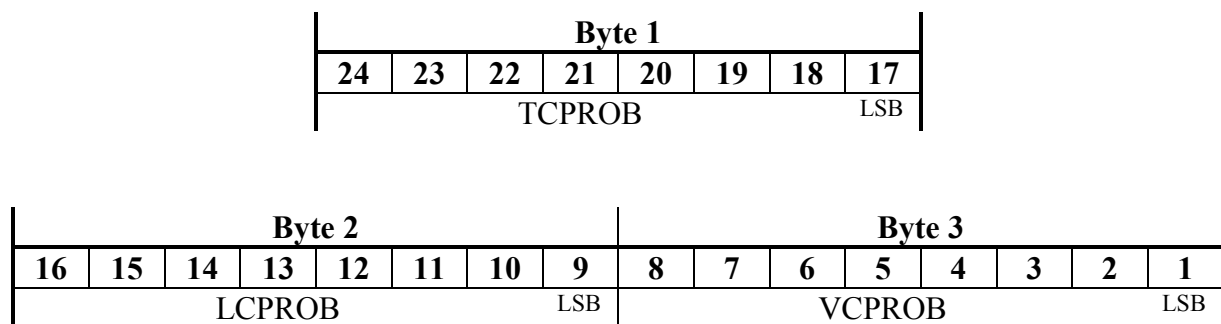 Byte 1
24 23 22 21 20 19 18 17
TCPROB LSB
Byte 2 Byte 3
16 15 14 13 12 11 10 9 8 7 6 5 4 3 2 1
LCPROB LSB VCPROB LSB